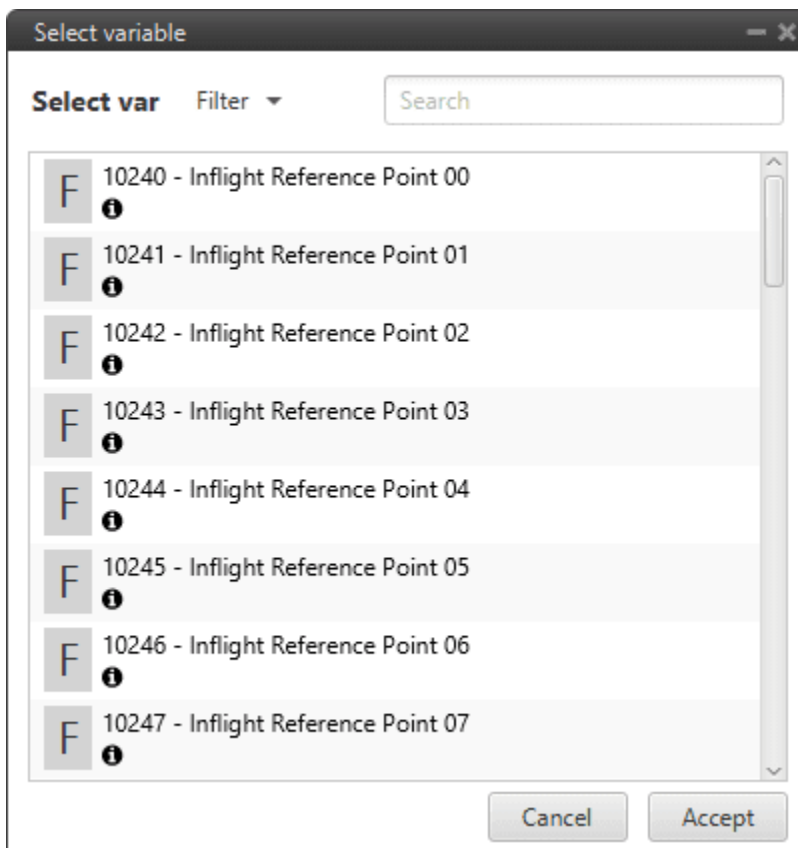 Select variable
Select var Filter Search
F 10240 - Inflight Reference Point 00
F 10241 - Inflight Reference Point 01
F 10242 - Inflight Reference Point 02
F 10243 - Inflight Reference Point 03
F 10244 - Inflight Reference Point 04
F 10245 - Inflight Reference Point 05
F 10246 - Inflight Reference Point 06
F 10247 - Inflight Reference Point 07
Cancel Accept